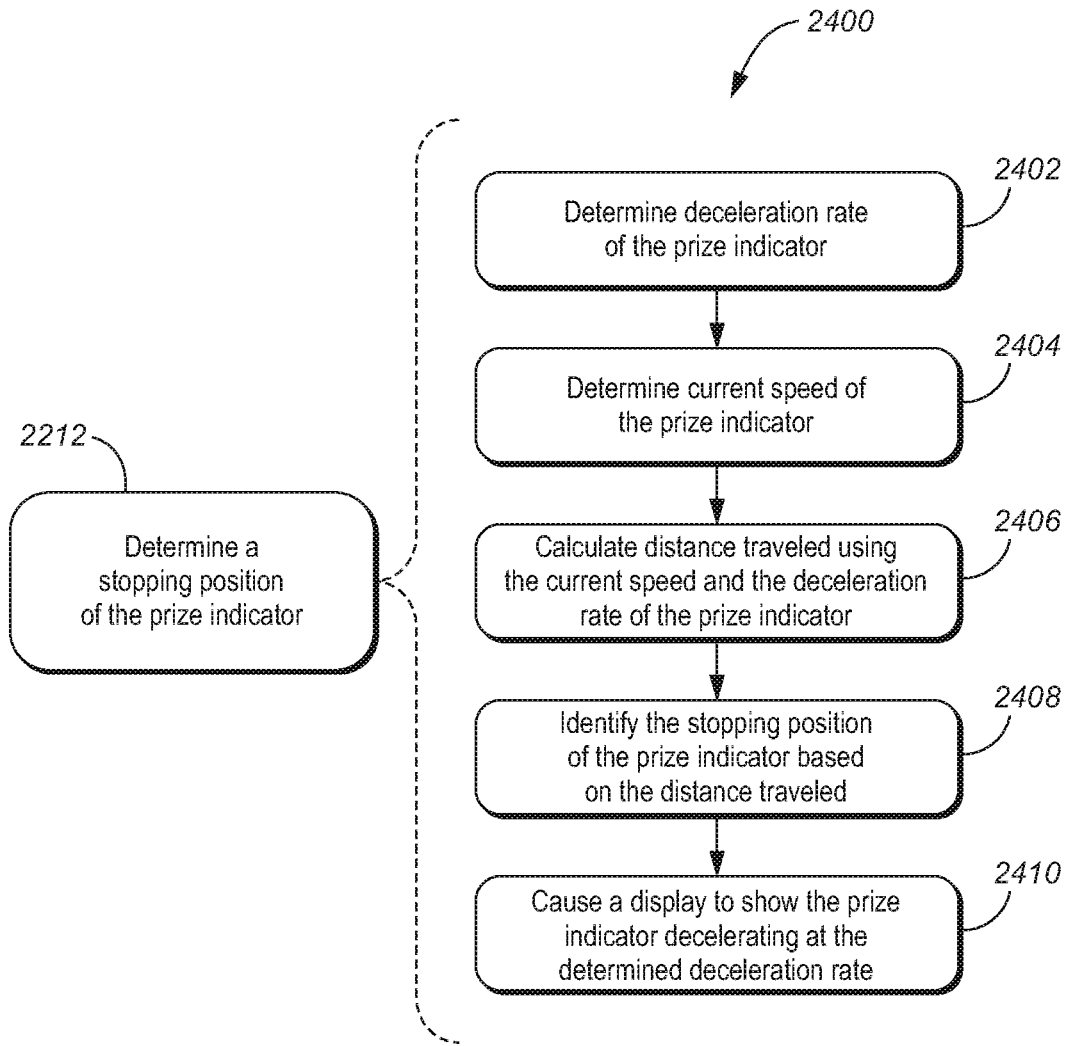 2400
2402
Determine deceleration rate
of the prize indicator
2404
Determine current speed of
the prize indicator
2212
Determine a
stopping position
of the prize indicator
2406
Calculate distance traveled using
the current speed and the deceleration
rate of the prize indicator
2408
Identify the stopping position
of the prize indicator based
on the distance traveled
2410
Cause a display to show the prize
indicator decelerating at the
determined deceleration rate